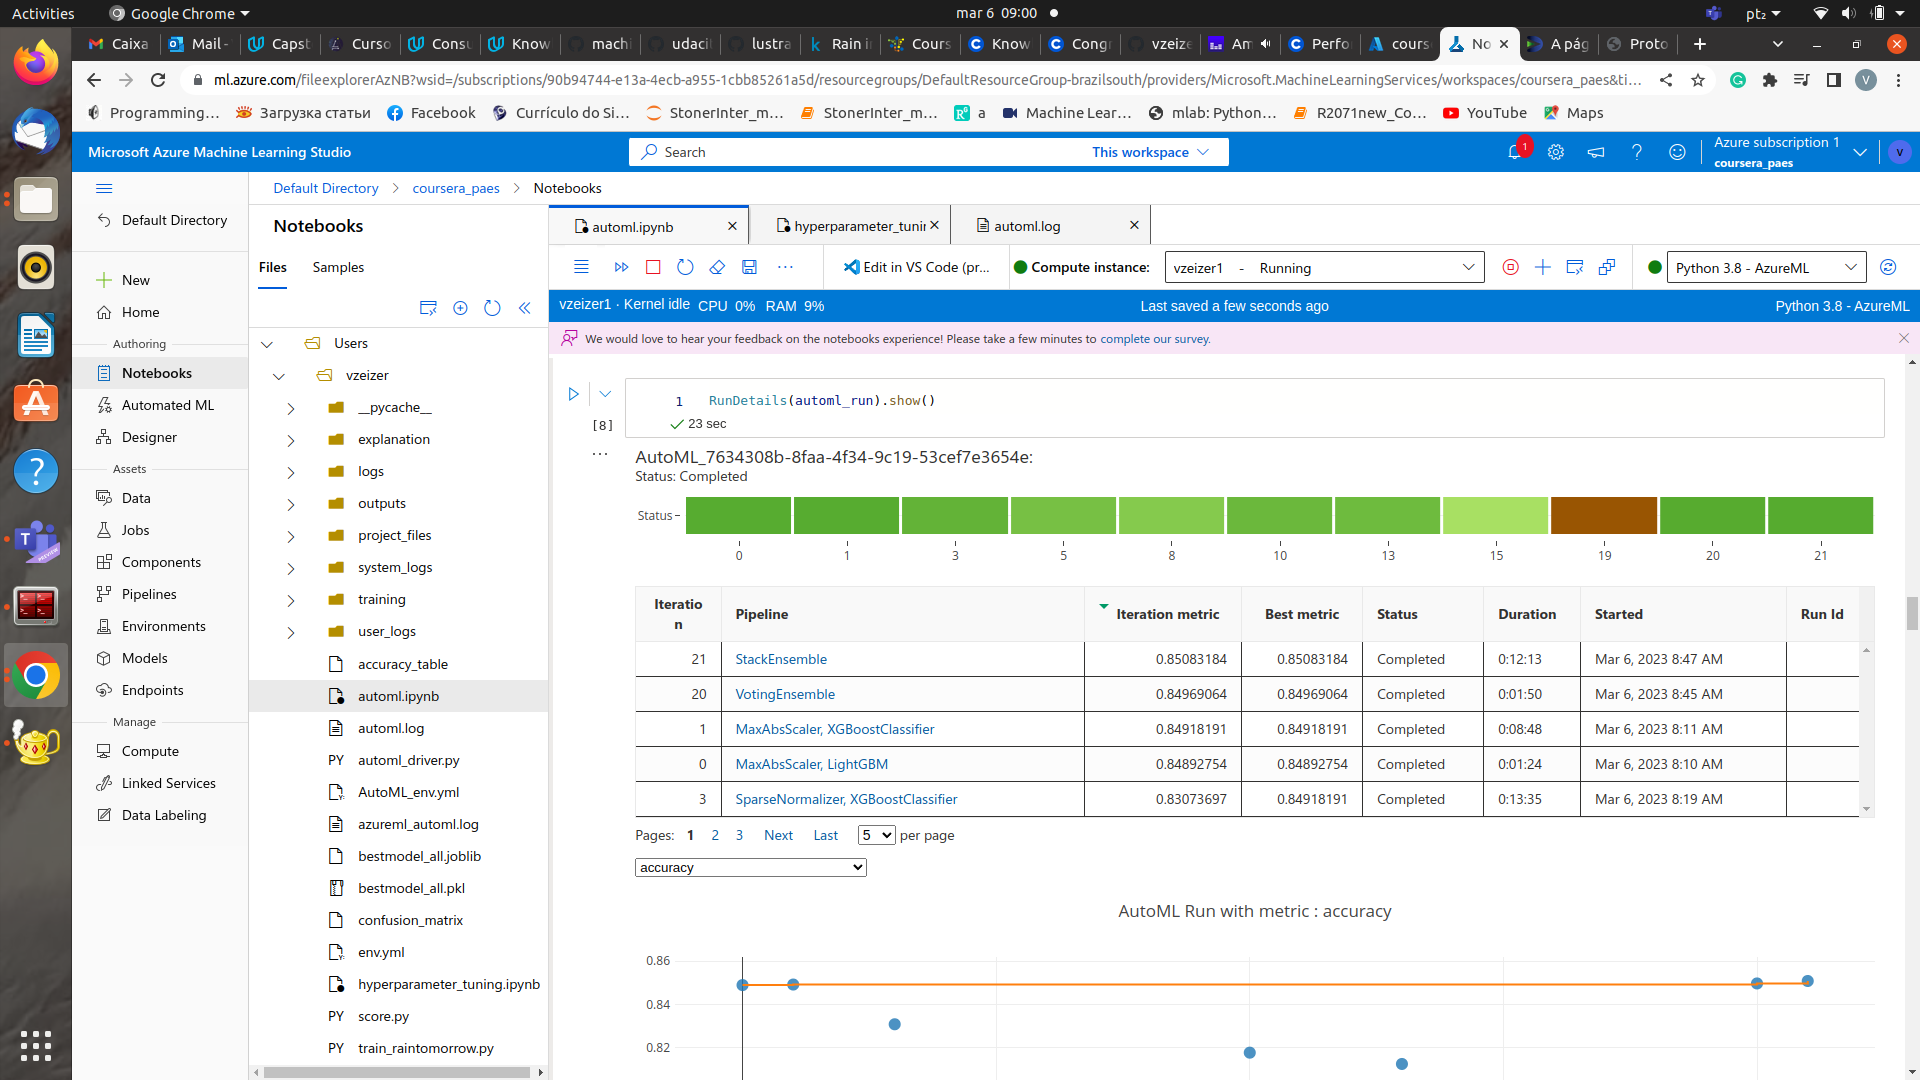 Activities
Google Chrome
mar 6 09:00
pt₂
Caixa
Mail -
Capst
Curso
Consu
Know
machi
udacil
lustra
Rain i
Cours
Know
Congr
vzeize
Am
Perfo
cours
No
A pág
Proto
ml.azure.com/fileexplorerAzNB?wsid=/subscriptions/90b94744-e13a-4ecb-a955-1cbb85261a5d/resourcegroups/DefaultResourceGroup-brazilsouth/providers/Microsoft.MachineLearningServices/workspaces/coursera_paes&ti...
V
Programming...
Загрузка статьи
Facebook
Currículo do Si...
StonerInter_m...
StonerInter_m...
a
Machine Lear...
mlab: Python...
R2071new_Co...
YouTube
Maps
Microsoft Azure Machine Learning Studio
Search
This workspace
1
Azure subscription 1
coursera_paes
V
Default Directory
coursera_paes
Notebooks
Default Directory
New
Home
Authoring
Notebooks
Automated ML
Designer
Assets
Data
Jobs
Components
Pipelines
Environments
Models
Endpoints
Manage
Compute
Linked Services
Data Labeling
Notebooks
Files
Samples
Users
vzeizer
__pycache__
explanation
logs
outputs
project_files
system_logs
training
user_logs
accuracy_table
automl.ipynb
automl.log
PY automl_driver.py
AutoML_env.yml
azureml_automl.log
bestmodel_all.joblib
bestmodel_all.pkl
confusion_matrix
env.yml
hyperparameter_tuning.ipynb
PY score.py
PY train_raintomorrow.py
automl.ipynb
hyperparameter_tunin
automl.log
Edit in VS Code (pr...
Compute instance:
vzeizer1 - Running
Python 3.8 - AzureML
vzeizer1 · Kernel idle CPU 0% RAM 9%
Last saved a few seconds ago
Python 3.8 - AzureML
We would love to hear your feedback on the notebooks experience! Please take a few minutes to complete our survey.
1 RunDetails(automl_run).show()
[8]
23 sec
AutoML_7634308b-8faa-4f34-9c19-53cef7e3654e:
Status: Completed
Status
0 1 3 5 8 10 13 15 19 20 21
Iteration Pipeline Iteration metric Best metric Status Duration Started Run Id
21 StackEnsemble 0.85083184 0.85083184 Completed 0:12:13 Mar 6, 2023 8:47 AM
20 VotingEnsemble 0.84969064 0.84969064 Completed 0:01:50 Mar 6, 2023 8:45 AM
1 MaxAbsScaler, XGBoostClassifier 0.84918191 0.84918191 Completed 0:08:48 Mar 6, 2023 8:11 AM
0 MaxAbsScaler, LightGBM 0.84892754 0.84892754 Completed 0:01:24 Mar 6, 2023 8:10 AM
3 SparseNormalizer, XGBoostClassifier 0.83073697 0.84918191 Completed 0:13:35 Mar 6, 2023 8:19 AM
Pages: 1 2 3 Next Last 5 per page
accuracy
AutoML Run with metric : accuracy
0.86
0.84
0.82